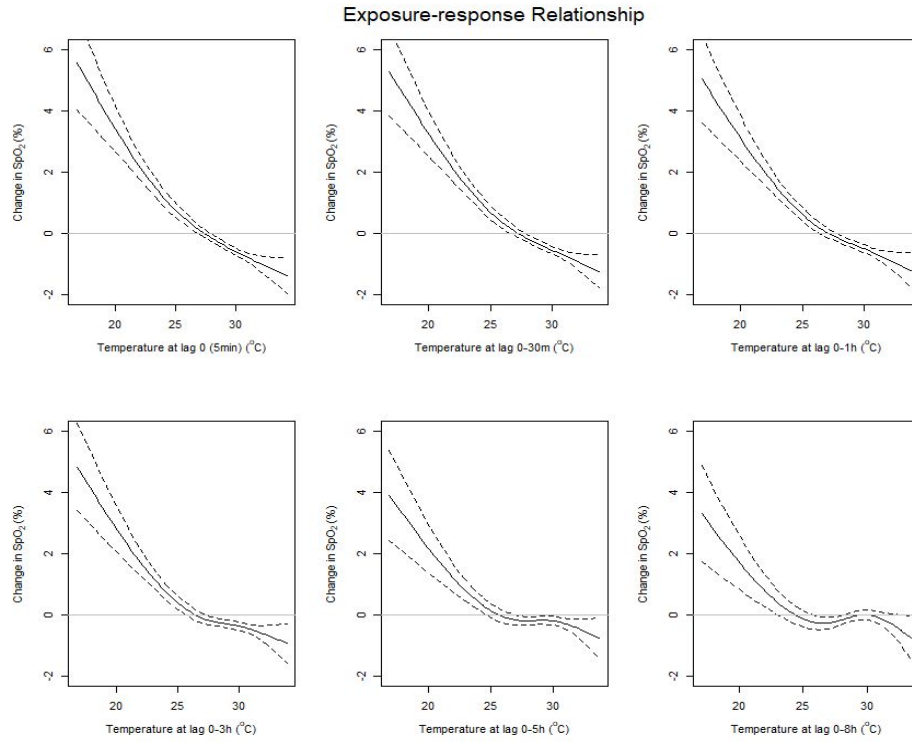 Exposure-response Relationship
Change in SpO₂ (%)
6
4
2
0
-2
20 25 30
Temperature at lag 0 (5min) (°C)
Change in SpO₂ (%)
6
4
2
0
-2
20 25 30
Temperature at lag 0-30m (°C)
Change in SpO₂ (%)
6
4
2
0
-2
20 25 30
Temperature at lag 0-1h (°C)
Change in SpO₂ (%)
6
4
2
0
-2
20 25 30
Temperature at lag 0-3h (°C)
Change in SpO₂ (%)
6
4
2
0
-2
20 25 30
Temperature at lag 0-5h (°C)
Change in SpO₂ (%)
6
4
2
0
-2
20 25 30
Temperature at lag 0-8h (°C)